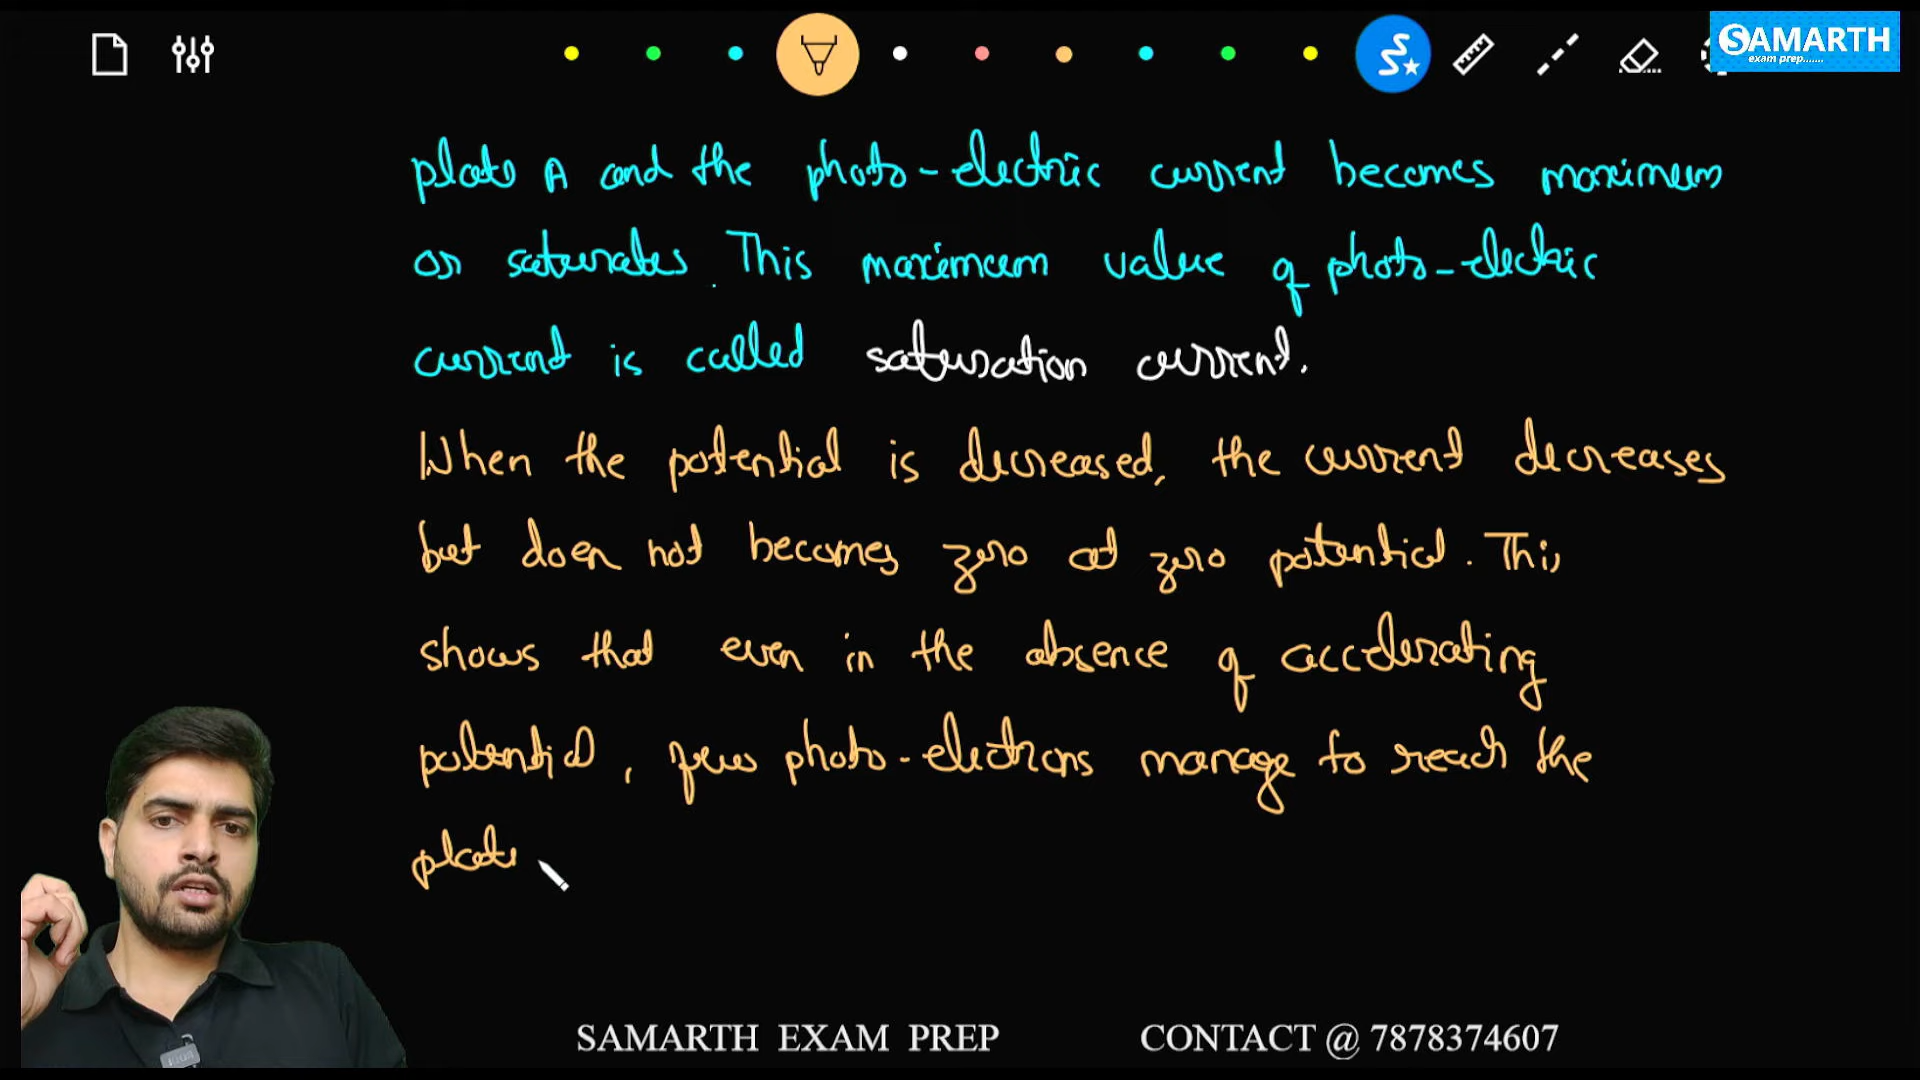 SAMARTH
exam prep.......
plate A and the photo-electric current becomes maximum
or saturates. This maximum value of photo-electric
current is called saturation current.
When the potential is decreased, the current decreases
but does not becomes zero at zero potential. This
shows that even in the absence of accelerating
potential, few photo-electrons manage to reach the
plate
SAMARTH EXAM PREP CONTACT @ 7878374607